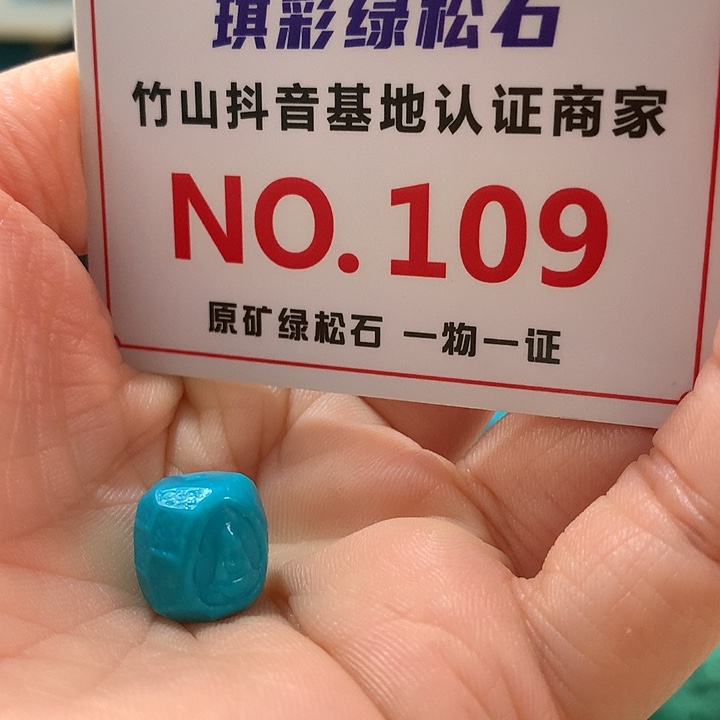 琪彩绿松石
竹山抖音基地认证商家
NO.109
原矿绿松石 一物一证